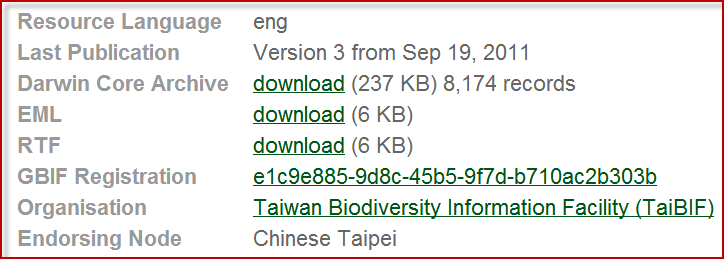 Resource Language eng
Last Publication Version 3 from Sep 19, 2011
Darwin Core Archive download (237 KB) 8,174 records
EML download (6 KB)
RTF download (6 KB)
GBIF Registration e1c9e885-9d8c-45b5-9f7d-b710ac2b303b
Organisation Taiwan Biodiversity Information Facility (TaiBIF)
Endorsing Node Chinese Taipei